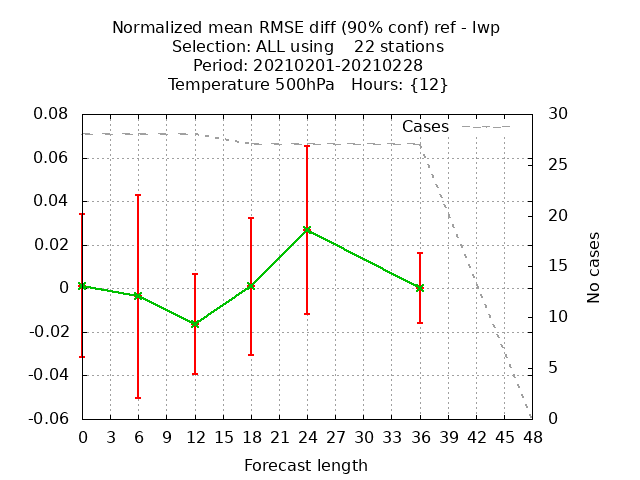 Normalized mean RMSE diff (90% conf) ref - lwp
Selection: ALL using    22 stations
Period: 20210201-20210228
Temperature 500hPa   Hours: {12}
Cases
0.08
0.06
0.04
0.02
0
-0.02
-0.04
-0.06
30
25
20
15
10
5
0
No cases
0 3 6 9 12 15 18 21 24 27 30 33 36 39 42 45 48
Forecast length